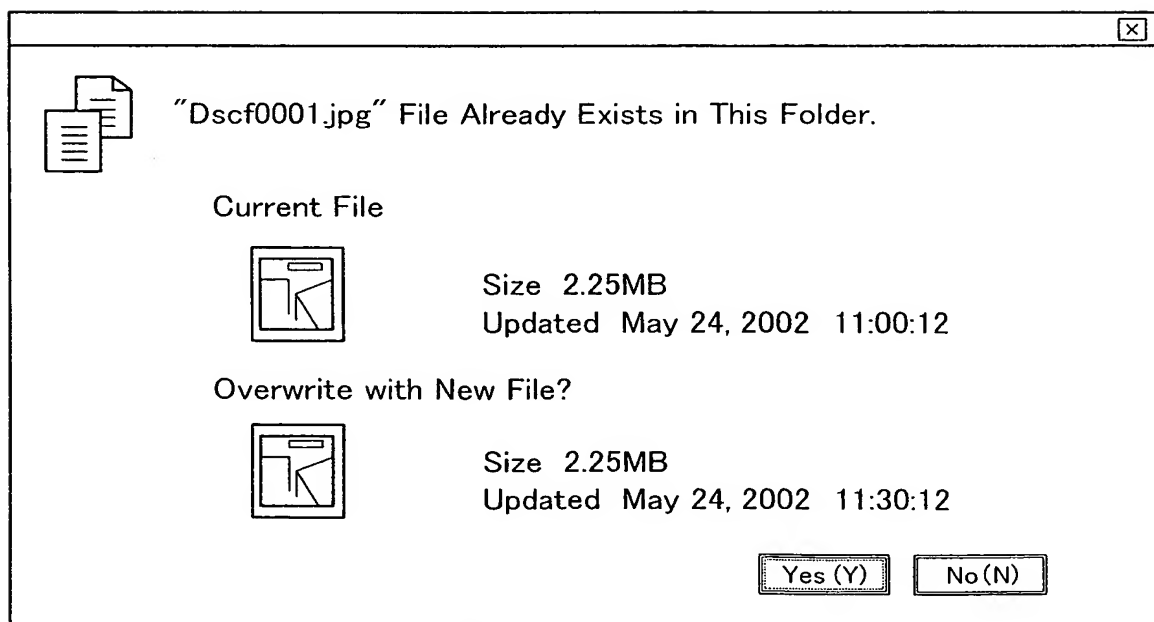 "Dscf0001.jpg" File Already Exists in This Folder.
Current File
Size 2.25MB
Updated May 24, 2002 11:00:12
Overwrite with New File?
Size 2.25MB
Updated May 24, 2002 11:30:12
Yes (Y) No (N)